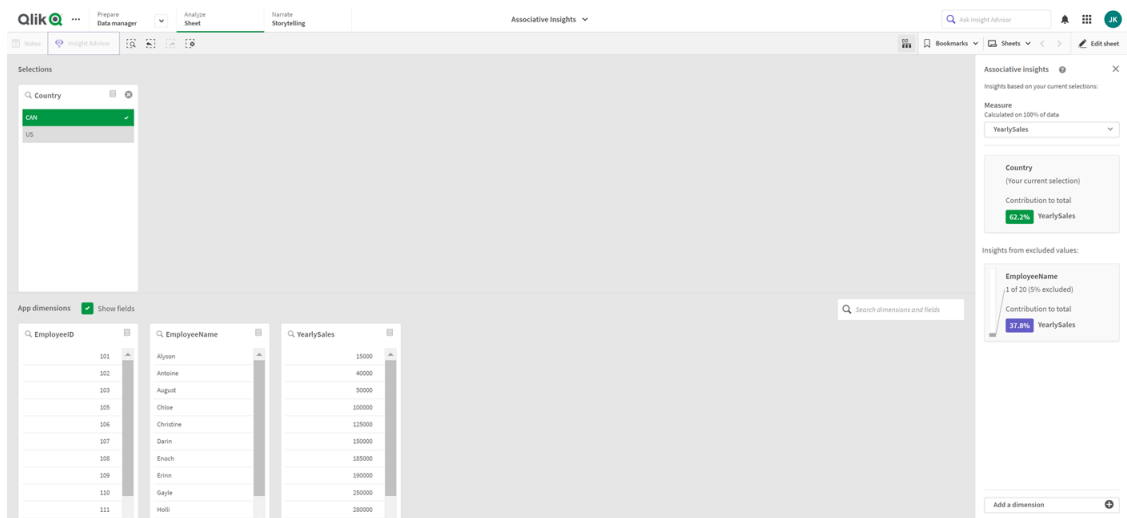 Qlik
Prepare
Data manager
Analyze
Sheet
Narrate
Storytelling
Associative Insights
Ask Insight Advisor
JK
Notes
Insight Advisor
Bookmarks
Sheets
Edit sheet
Selections
Country
CAN
US
Associative insights
Insights based on your current selections:
Measure
Calculated on 100% of data
YearlySales
Country
(Your current selection)
Contribution to total
62.2% YearlySales
Insights from excluded values:
EmployeeName
1 of 20 (5% excluded)
Contribution to total
37.8% YearlySales
Add a dimension
App dimensions
Show fields
Search dimensions and fields
EmployeeID
101
102
103
105
106
107
108
109
110
111
EmployeeName
Alyson
Antoine
August
Chloe
Christine
Darin
Enoch
Erinn
Gayle
Holli
YearlySales
15000
40000
50000
100000
125000
150000
185000
190000
250000
280000